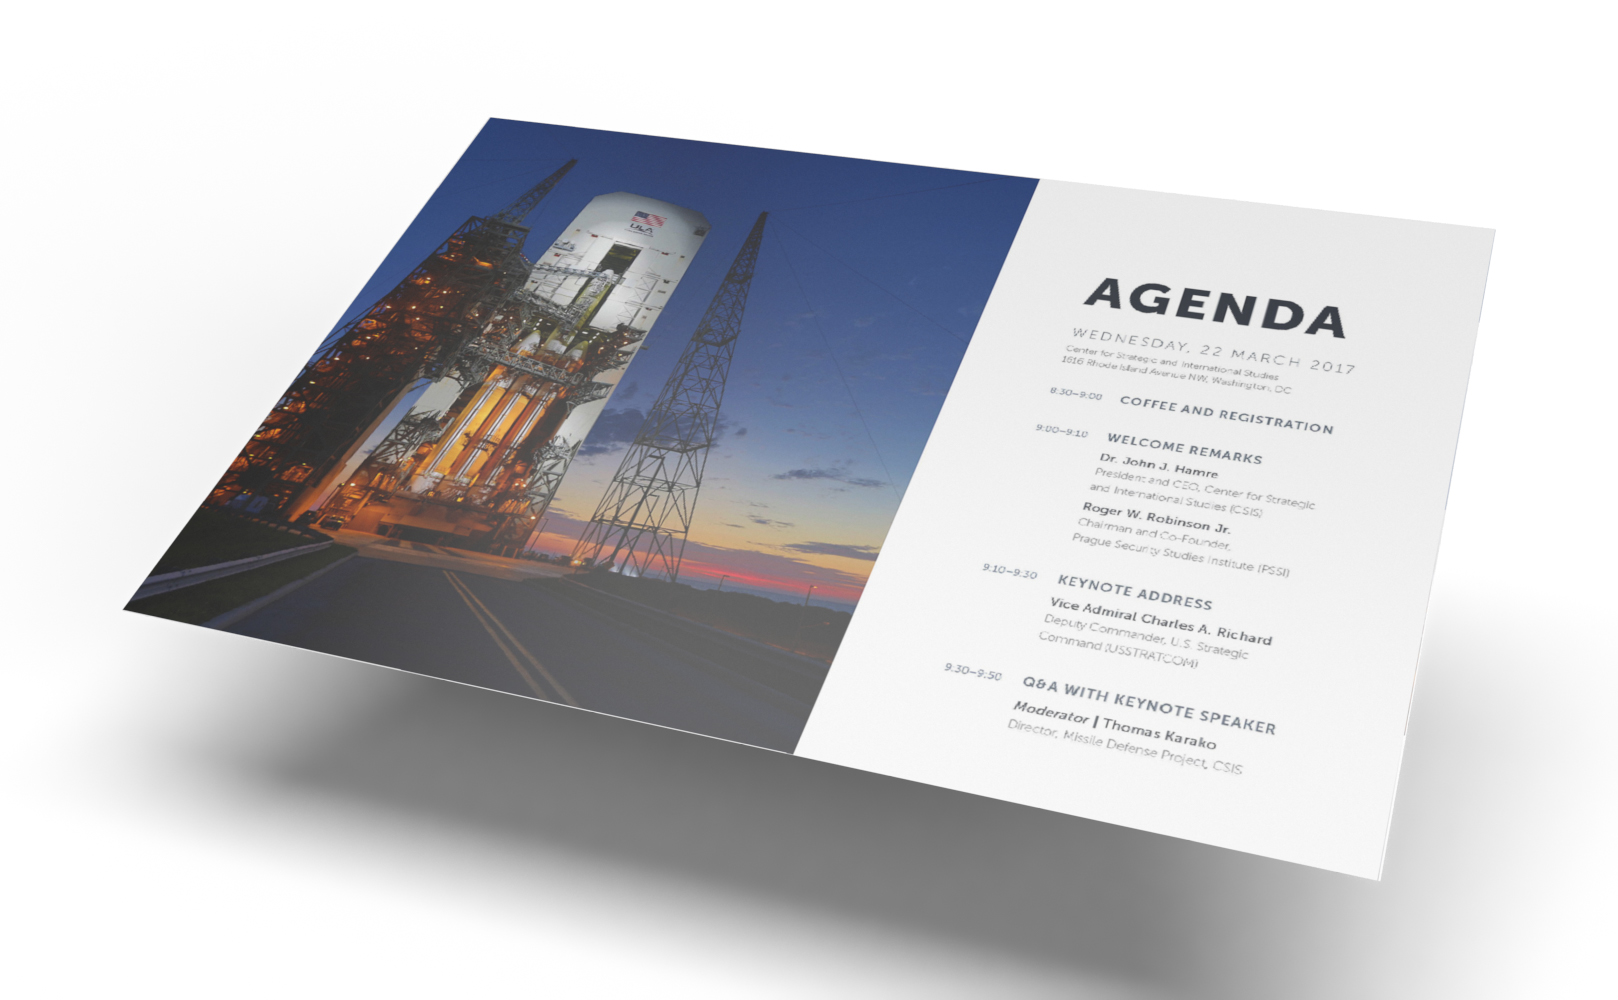 ULA
AGENDA
WEDNESDAY, 22 MARCH 2017
Center for Strategic and International Studies
1616 Rhode Island Avenue NW, Washington, DC
8:30–9:00 COFFEE AND REGISTRATION
9:00–9:10 WELCOME REMARKS
Dr. John J. Hamre
President and CEO, Center for Strategic
and International Studies (CSIS)
Roger W. Robinson Jr.
Chairman and Co-Founder,
Prague Security Studies Institute (PSSI)
9:10–9:30 KEYNOTE ADDRESS
Vice Admiral Charles A. Richard
Deputy Commander, U.S. Strategic
Command (USSTRATCOM)
9:30–9:50 Q&A WITH KEYNOTE SPEAKER
Moderator | Thomas Karako
Director, Missile Defense Project, CSIS